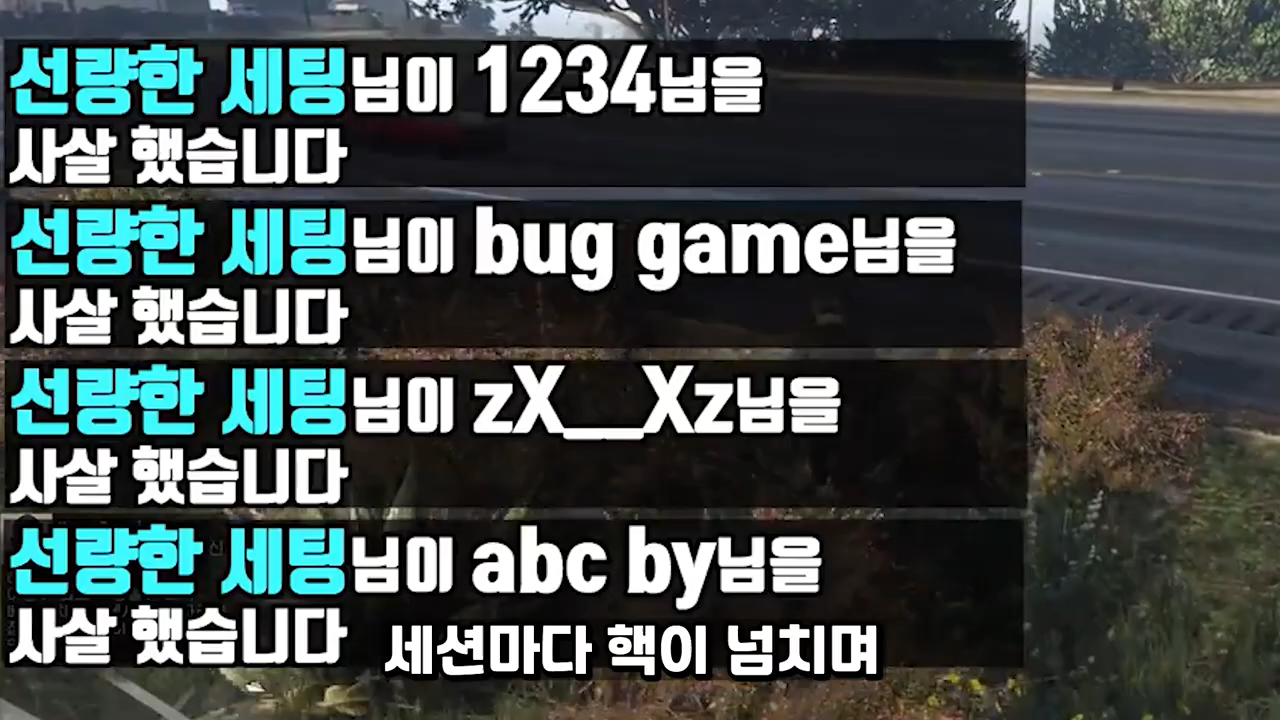 선량한 세팅님이 1234님을
사살 했습니다
선량한 세팅님이 bug game님을
사살 했습니다
선량한 세팅님이 zX__Xz님을
사살 했습니다
선량한 세팅님이 abc by님을
사살 했습니다
세션마다 핵이 넘치며